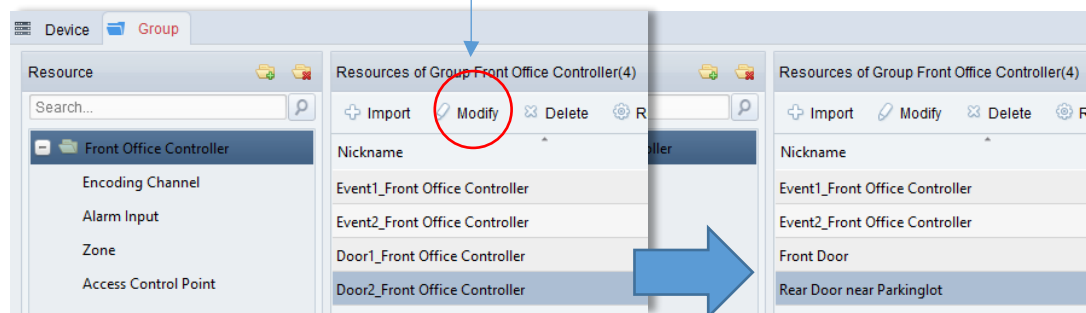 Device Group
Resource
Search...
Front Office Controller
Encoding Channel
Alarm Input
Zone
Access Control Point
Resources of Group Front Office Controller(4)
Import Modify Delete R
Nickname
Event1_Front Office Controller
Event2_Front Office Controller
Door1_Front Office Controller
Door2_Front Office Controller
Resources of Group Front Office Controller(4)
Import Modify Delete R
Nickname
Event1_Front Office Controller
Event2_Front Office Controller
Front Door
Rear Door near Parkinglot